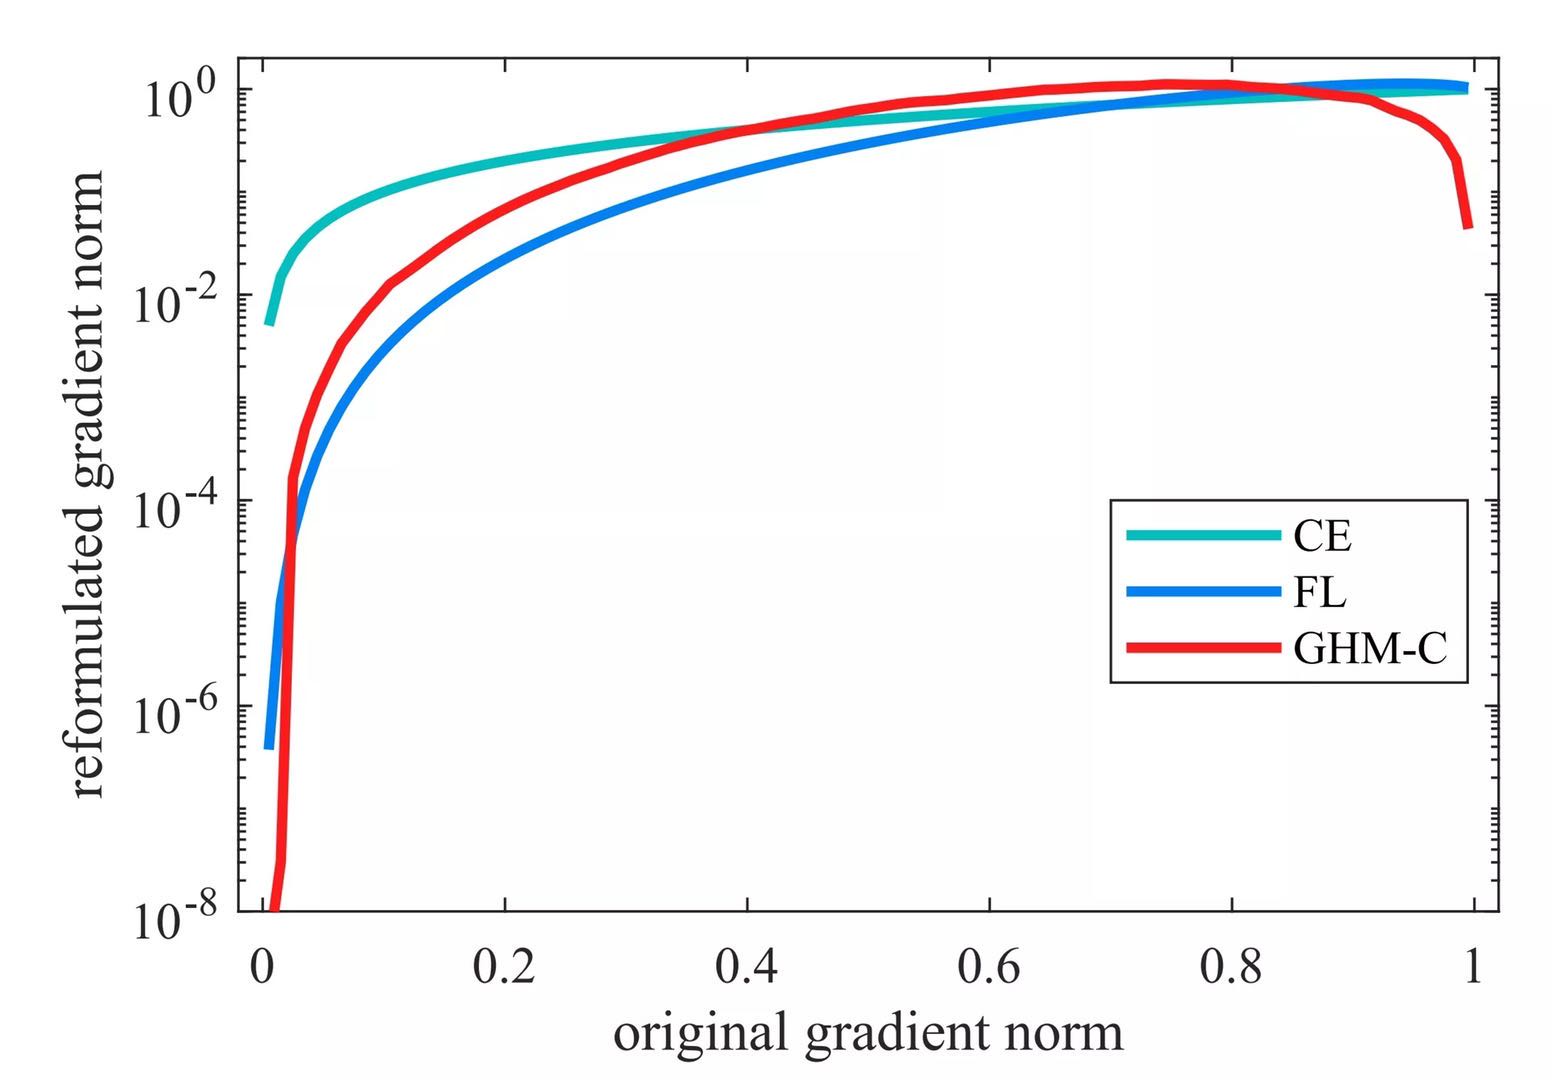 reformulated gradient norm
10^0
10^-2
10^-4
10^-6
10^-8
CE
FL
GHM-C
0 0.2 0.4 0.6 0.8 1
original gradient norm